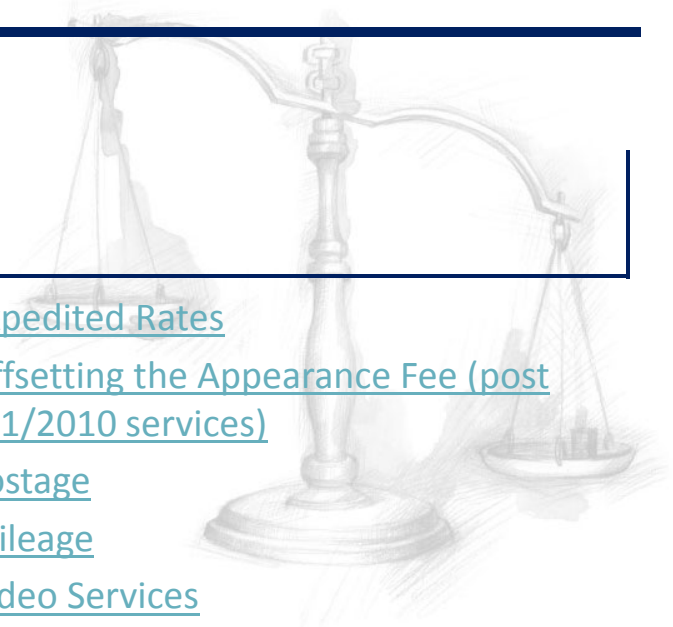 pedited Rates
ffsetting the Appearance Fee (post
1/2010 services)
ostage
ileage
deo Services